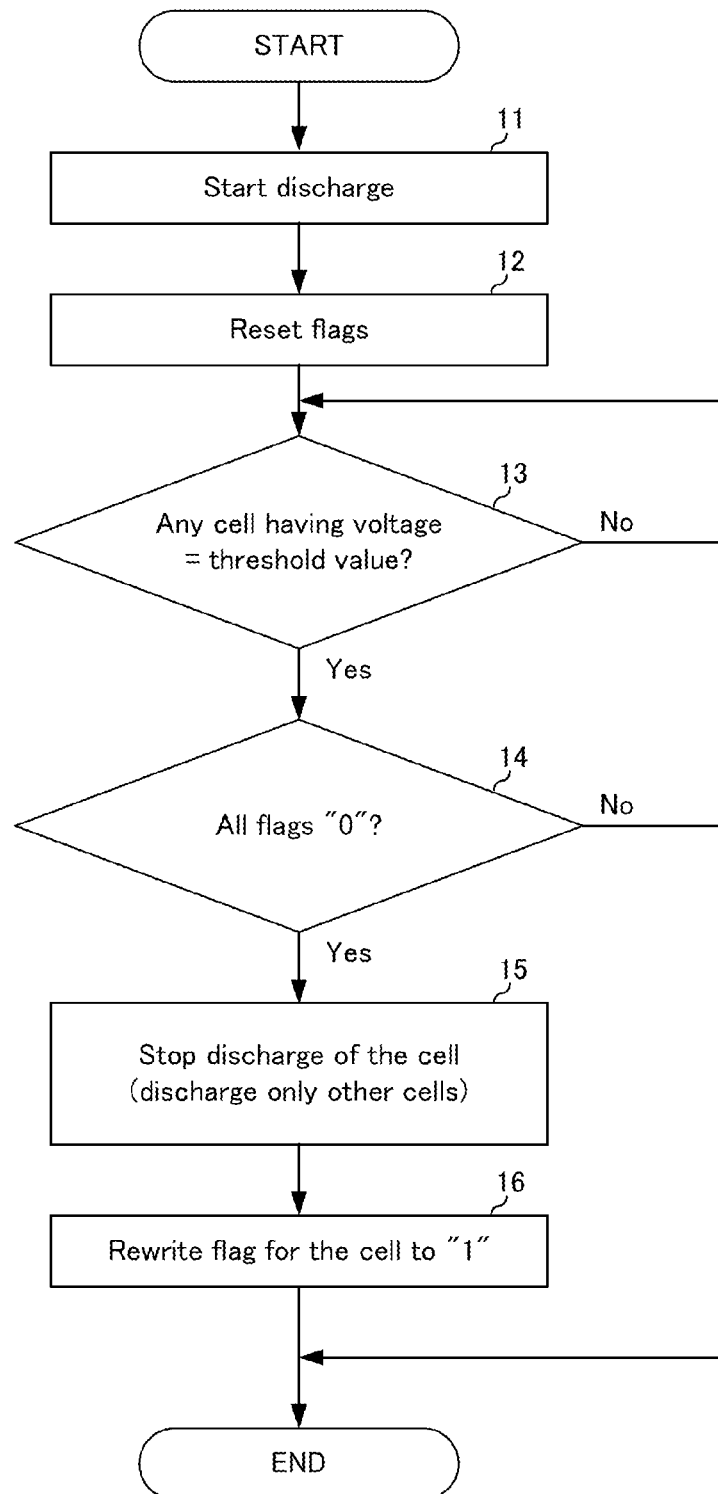 START
11
Start discharge
12
Reset flags
13
Any cell having voltage
= threshold value?
No
Yes
14
All flags "0"?
No
Yes
15
Stop discharge of the cell
(discharge only other cells)
16
Rewrite flag for the cell to "1"
END